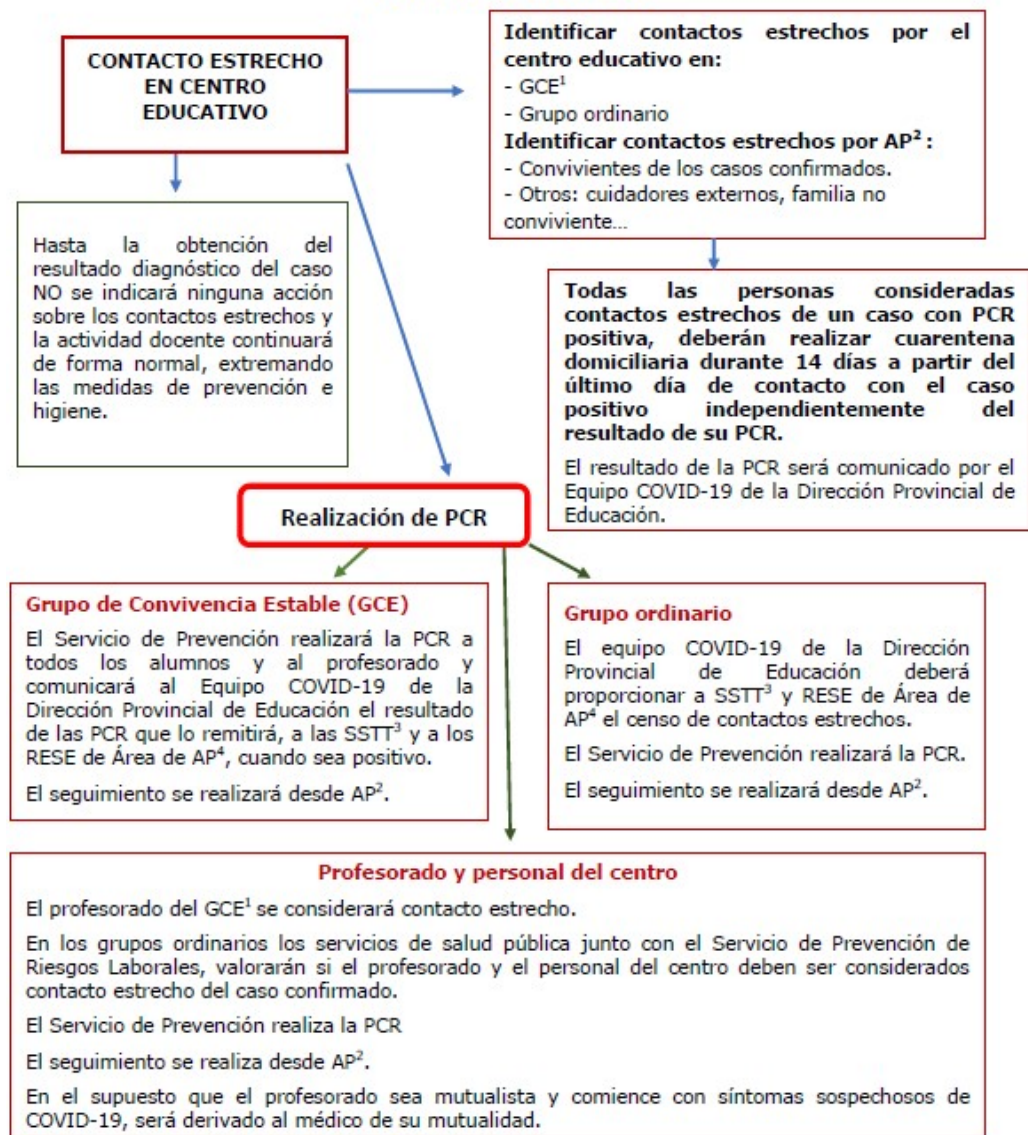 CONTACTO ESTRECHO
EN CENTRO
EDUCATIVO
Identificar contactos estrechos por el
centro educativo en:
- GCE¹
- Grupo ordinario
Identificar contactos estrechos por AP² :
- Convivientes de los casos confirmados.
- Otros: cuidadores externos, familia no
conviviente…
Hasta la obtención del
resultado diagnóstico del caso
NO se indicará ninguna acción
sobre los contactos estrechos y
la actividad docente continuará
de forma normal, extremando
las medidas de prevención e
higiene.
Todas las personas consideradas
contactos estrechos de un caso con PCR
positiva, deberán realizar cuarentena
domiciliaria durante 14 días a partir del
último día de contacto con el caso
positivo independientemente del
resultado de su PCR.
El resultado de la PCR será comunicado por el
Equipo COVID-19 de la Dirección Provincial de
Educación.
Realización de PCR
Grupo de Convivencia Estable (GCE)
El Servicio de Prevención realizará la PCR a
todos los alumnos y al profesorado y
comunicará al Equipo COVID-19 de la
Dirección Provincial de Educación el resultado
de las PCR que lo remitirá, a las SSTT³ y a los
RESE de Área de AP⁴, cuando sea positivo.
El seguimiento se realizará desde AP².
Grupo ordinario
El equipo COVID-19 de la Dirección
Provincial de Educación deberá
proporcionar a SSTT³ y RESE de Área de
AP⁴ el censo de contactos estrechos.
El Servicio de Prevención realizará la PCR.
El seguimiento se realizará desde AP².
Profesorado y personal del centro
El profesorado del GCE¹ se considerará contacto estrecho.
En los grupos ordinarios los servicios de salud pública junto con el Servicio de Prevención de
Riesgos Laborales, valorarán si el profesorado y el personal del centro deben ser considerados
contacto estrecho del caso confirmado.
El Servicio de Prevención realiza la PCR
El seguimiento se realiza desde AP².
En el supuesto que el profesorado sea mutualista y comience con síntomas sospechosos de
COVID-19, será derivado al médico de su mutualidad.